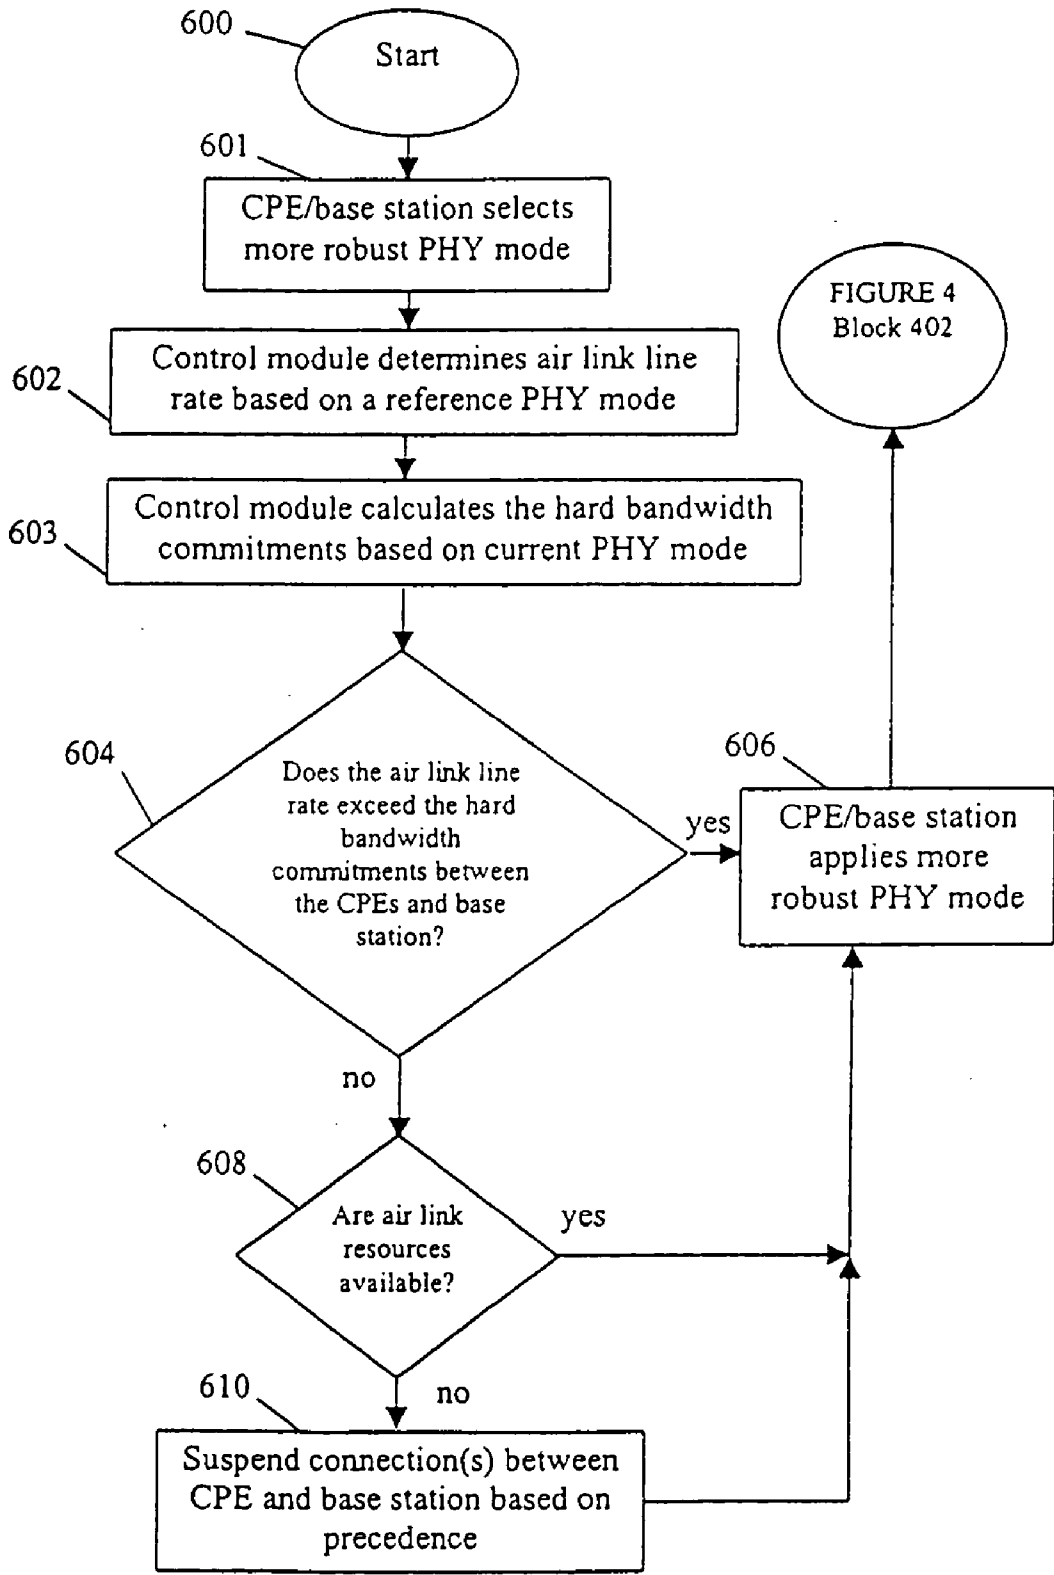 600
Start
601
CPE/base station selects
more robust PHY mode
FIGURE 4
Block 402
602
Control module determines air link line
rate based on a reference PHY mode
603
Control module calculates the hard bandwidth
commitments based on current PHY mode
604
Does the air link line
rate exceed the hard
bandwidth
commitments between
the CPEs and base
station?
yes
606
CPE/base station
applies more
robust PHY mode
no
608
Are air link
resources
available?
yes
no
610
Suspend connection(s) between
CPE and base station based on
precedence